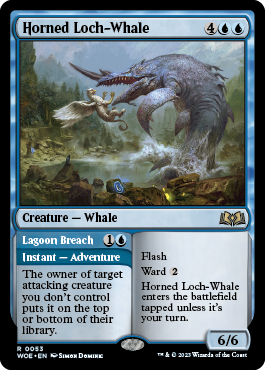 Horned Loch-Whale 4
Creature — Whale
Lagoon Breach 1
Instant — Adventure
The owner of target
attacking creature
you don't control
puts it on the top
or bottom of their
library.
Flash
Ward 2
Horned Loch-Whale
enters the battlefield
tapped unless it's
your turn.
6/6
R 0053
WOE • EN Simon Dominic
™ & © 2023 Wizards of the Coast